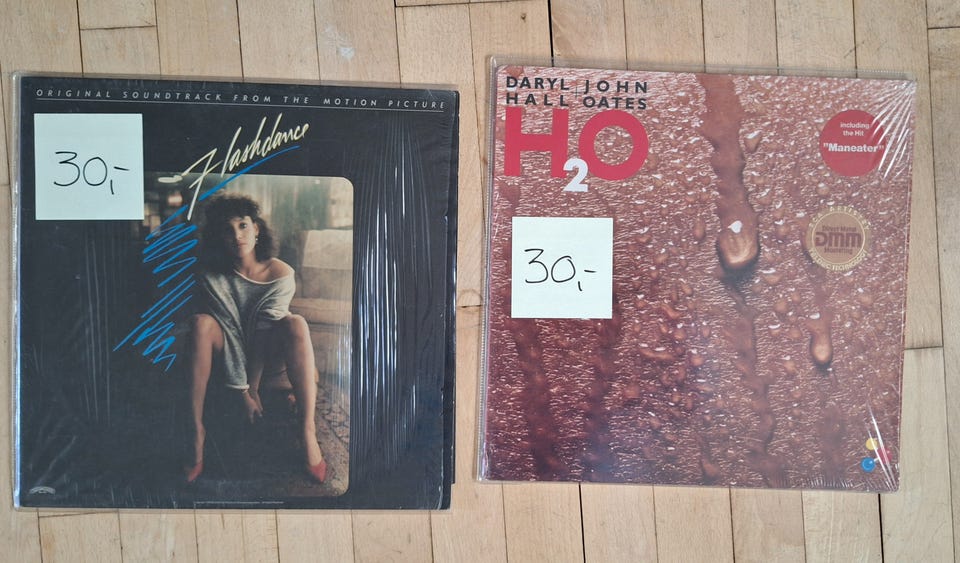 ORIGINAL SOUNDTRACK FROM THE MOTION PICTURE
Flashdance
30,-
DARYL JOHN
HALL OATES
H2O
including
the Hit
"Maneater"
DMM
30,-